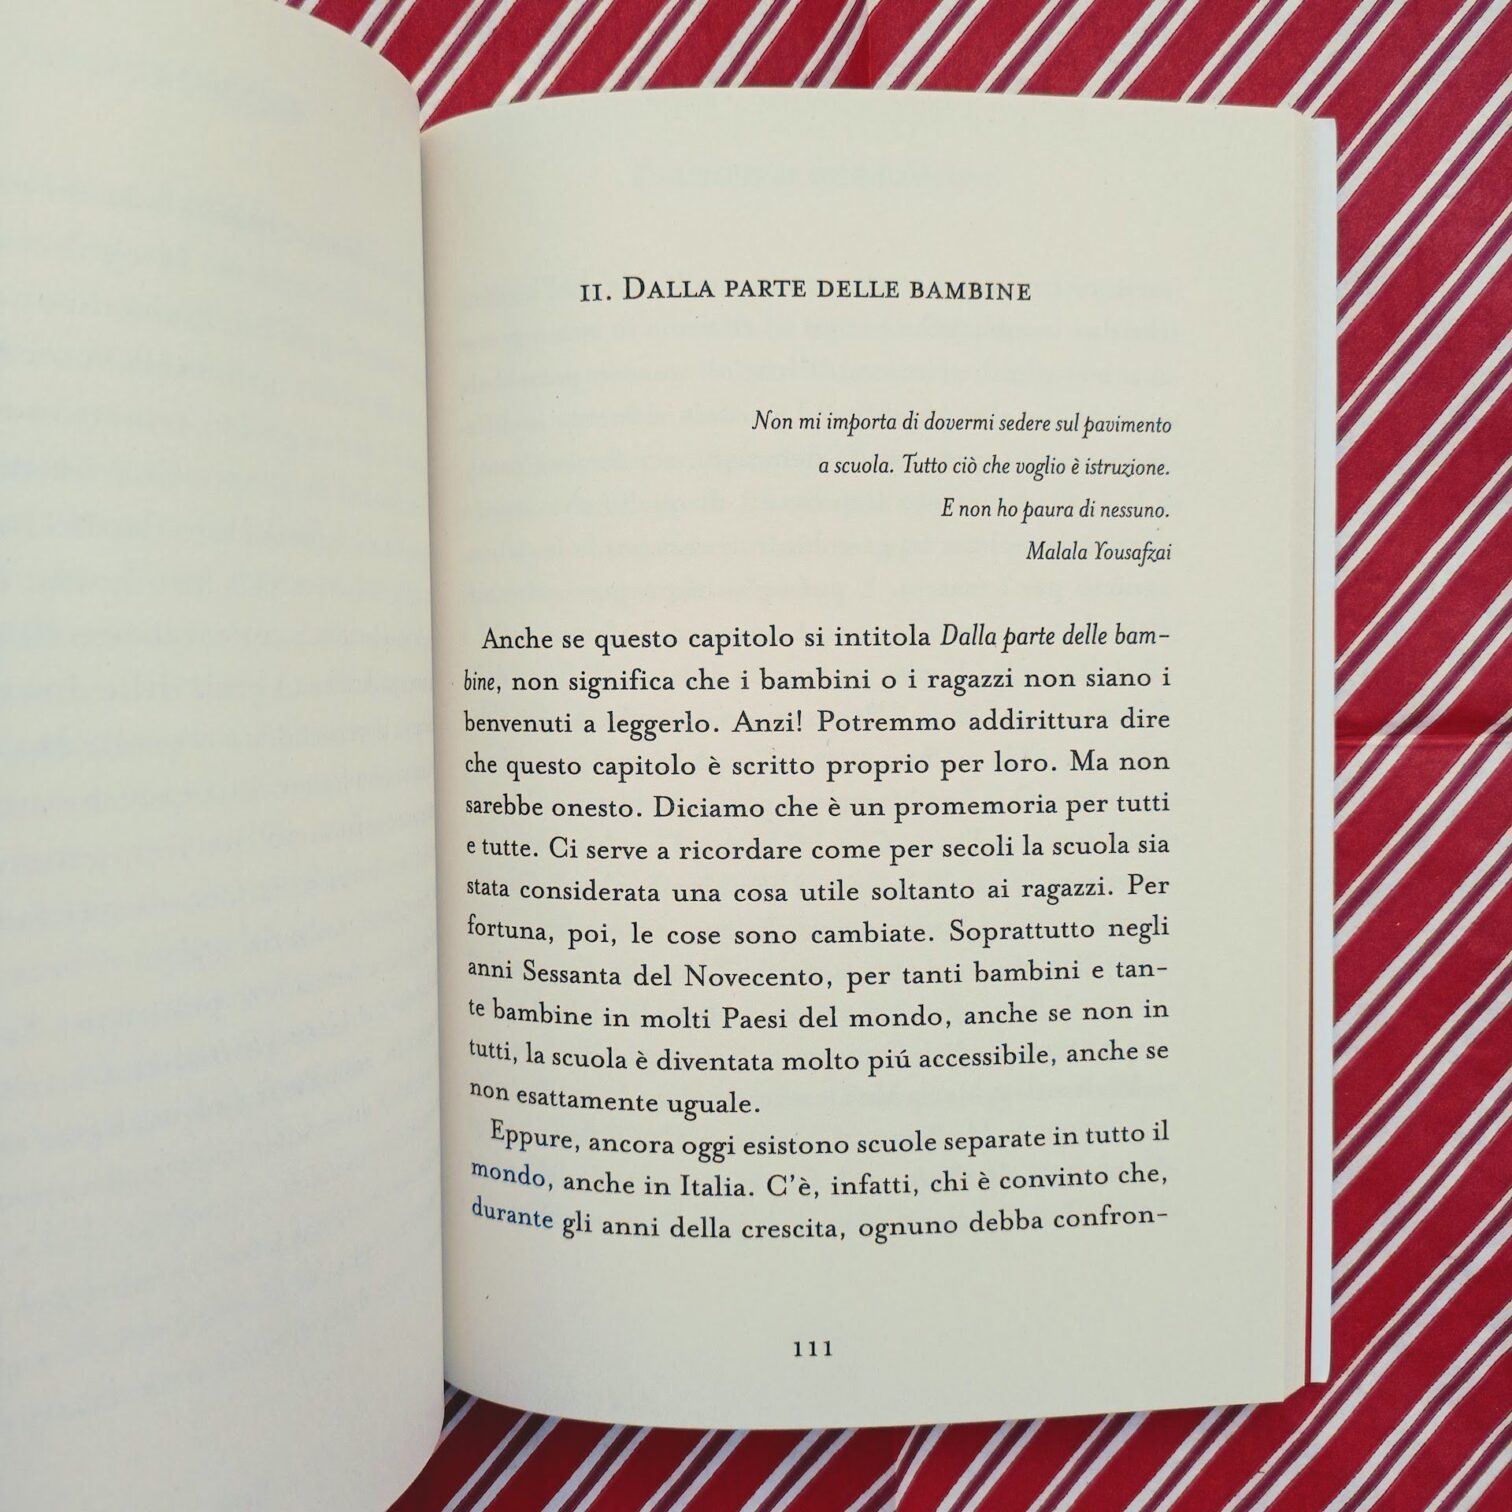 11. DALLA PARTE DELLE BAMBINE
Non mi importa di dovermi sedere sul pavimento
a scuola. Tutto ciò che voglio è istruzione.
E non ho paura di nessuno.
Malala Yousafzai
Anche se questo capitolo si intitola Dalla parte delle bam-
bine, non significa che i bambini o i ragazzi non siano i
benvenuti a leggerlo. Anzi! Potremmo addirittura dire
che questo capitolo è scritto proprio per loro. Ma non
sarebbe onesto. Diciamo che è un promemoria per tutti
e tutte. Ci serve a ricordare come per secoli la scuola sia
stata considerata una cosa utile soltanto ai ragazzi. Per
fortuna, poi, le cose sono cambiate. Soprattutto negli
anni Sessanta del Novecento, per tanti bambini e tan-
te bambine in molti Paesi del mondo, anche se non in
tutti, la scuola è diventata molto piú accessibile, anche se
non esattamente uguale.
Eppure, ancora oggi esistono scuole separate in tutto il
mondo, anche in Italia. C'è, infatti, chi è convinto che,
durante gli anni della crescita, ognuno debba confron-
111